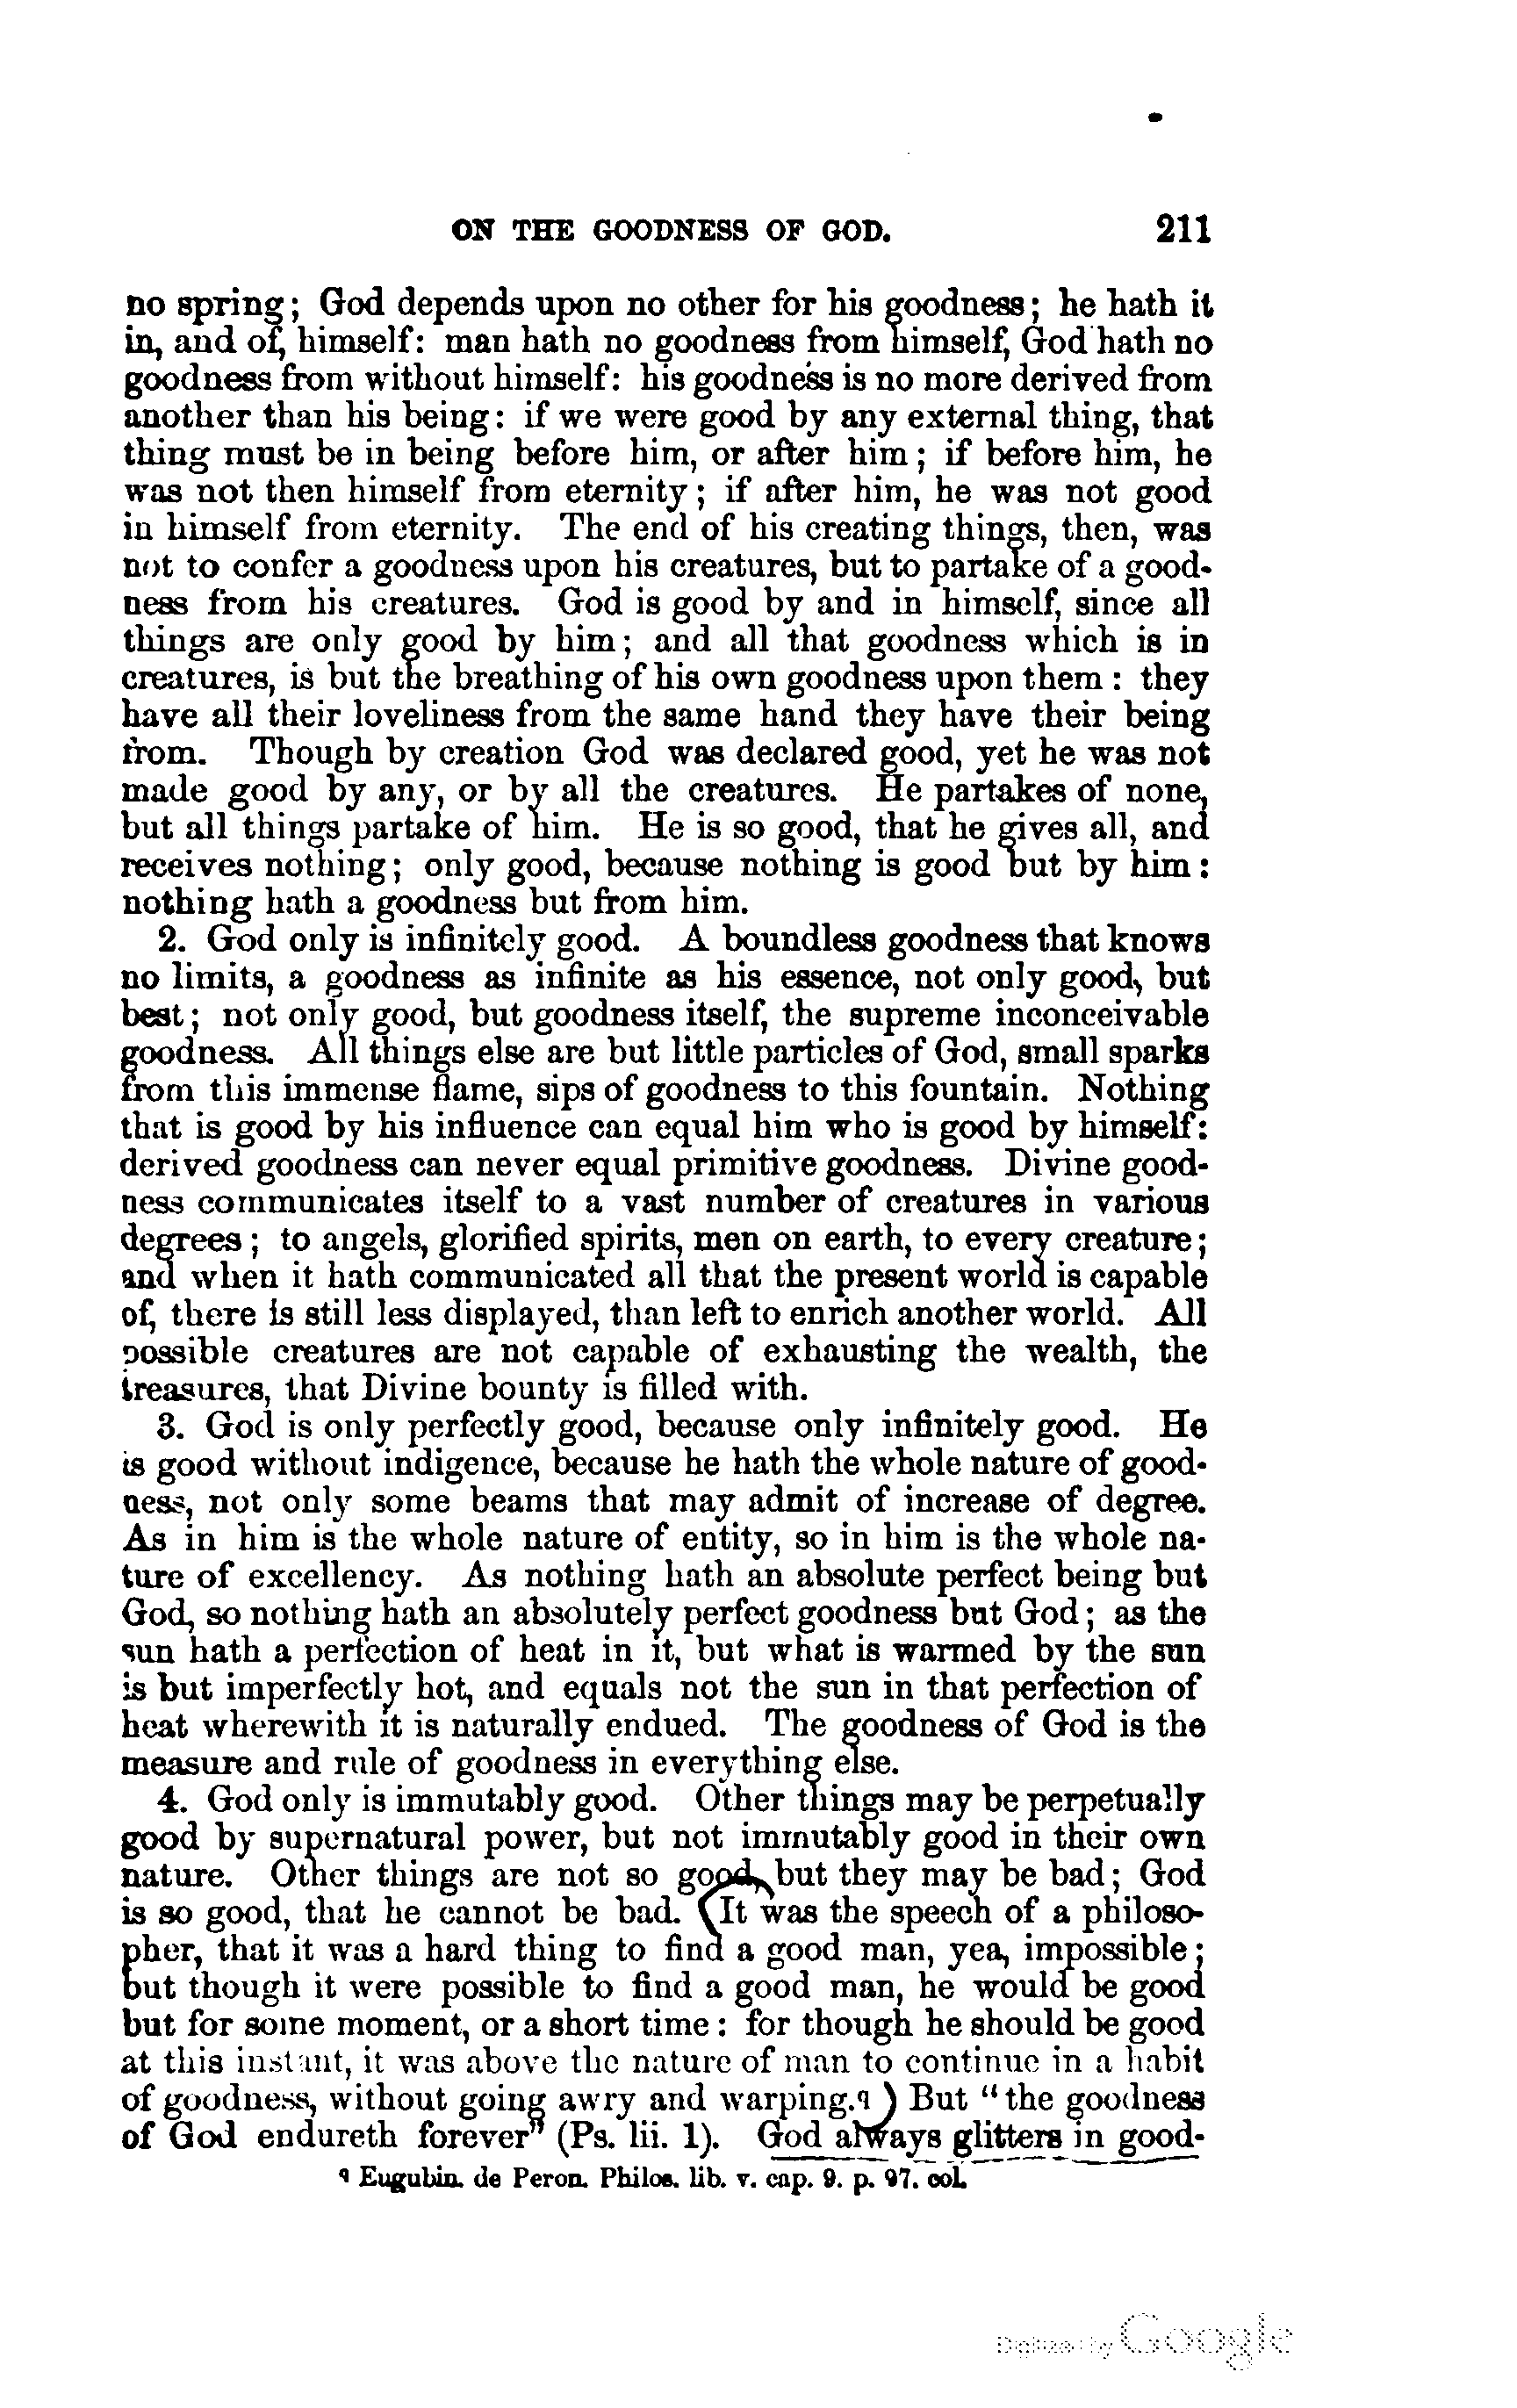 ON THE GOODNESS OF GOD. 211
no spring; God depends upon no other for his goodness; he hath it
in, and of, himself: man hath no goodness from himself, God hath no
goodness from without himself: his goodness is no more derived from
another than his being: if we were good by any external thing, that
thing must be in being before him, or after him; if before him, he
was not then himself from eternity; if after him, he was not good
in himself from eternity. The end of his creating things, then, was
not to confer a goodness upon his creatures, but to partake of a good-
ness from his creatures. God is good by and in himself, since all
things are only good by him; and all that goodness which is in
creatures, is but the breathing of his own goodness upon them: they
have all their loveliness from the same hand they have their being
from. Though by creation God was declared good, yet he was not
made good by any, or by all the creatures. He partakes of none,
but all things partake of him. He is so good, that he gives all, and
receives nothing; only good, because nothing is good but by him:
nothing hath a goodness but from him.
2. God only is infinitely good. A boundless goodness that knows
no limits, a goodness as infinite as his essence, not only good, but
best; not only good, but goodness itself, the supreme inconceivable
goodness. All things else are but little particles of God, small sparks
from this immense flame, sips of goodness to this fountain. Nothing
that is good by his influence can equal him who is good by himself:
derived goodness can never equal primitive goodness. Divine good-
ness communicates itself to a vast number of creatures in various
degrees; to angels, glorified spirits, men on earth, to every creature;
and when it hath communicated all that the present world is capable
of, there is still less displayed, than left to enrich another world. All
possible creatures are not capable of exhausting the wealth, the
treasures, that Divine bounty is filled with.
3. God is only perfectly good, because only infinitely good. He
is good without indigence, because he hath the whole nature of good-
ness, not only some beams that may admit of increase of degree.
As in him is the whole nature of entity, so in him is the whole na-
ture of excellency. As nothing hath an absolute perfect being but
God, so nothing hath an absolutely perfect goodness but God; as the
sun hath a perfection of heat in it, but what is warmed by the sun
is but imperfectly hot, and equals not the sun in that perfection of
heat wherewith it is naturally endued. The goodness of God is the
measure and rule of goodness in everything else.
4. God only is immutably good. Other things may be perpetually
good by supernatural power, but not immutably good in their own
nature. Other things are not so good, but they may be bad; God
is so good, that he cannot be bad. (It was the speech of a philoso-
pher, that it was a hard thing to find a good man, yea, impossible;
but though it were possible to find a good man, he would be good
but for some moment, or a short time: for though he should be good
at this instant, it was above the nature of man to continue in a habit
of goodness, without going awry and warping.q) But "the goodness
of God endureth forever" (Ps. lii. 1). God always glitters in good-
q Eugubin. de Peron. Philos. lib. v. cap. 9. p. 97. col.
Digitized by Google